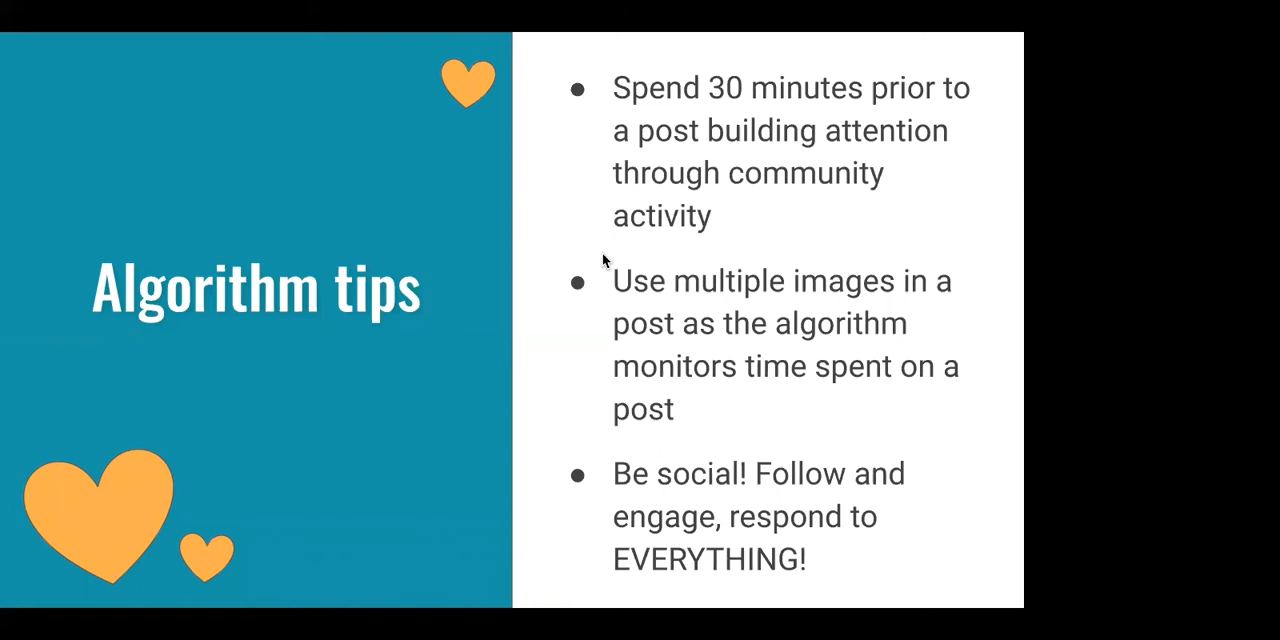 Algorithm tips
● Spend 30 minutes prior to
a post building attention
through community
activity
● Use multiple images in a
post as the algorithm
monitors time spent on a
post
● Be social! Follow and
engage, respond to
EVERYTHING!